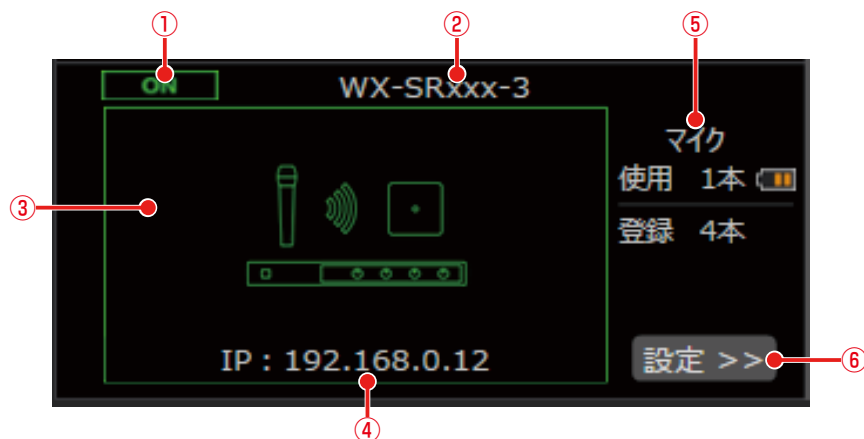 ① ② ⑤
ON WX-SRxxx-3
マイク
使用 1本
③
登録 4本
IP : 192.168.0.12
設定 >> ⑥
④